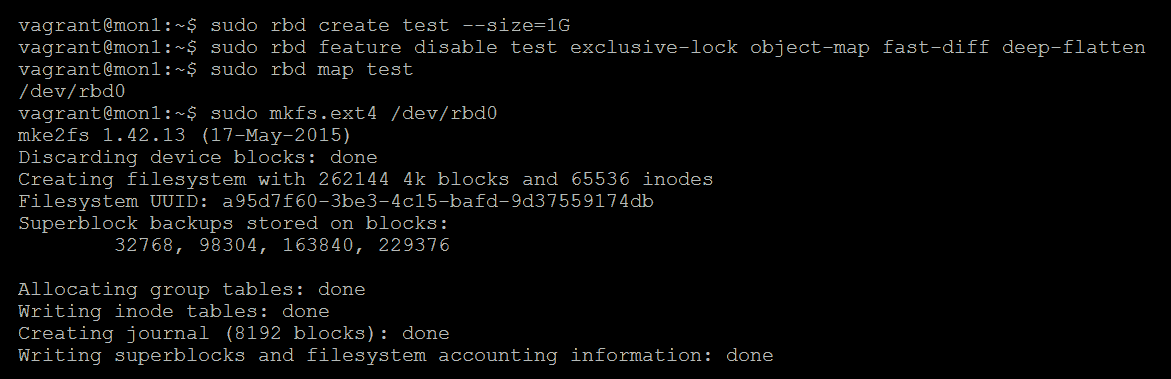 vagrant@mon1:~$ sudo rbd create test --size=1G
vagrant@mon1:~$ sudo rbd feature disable test exclusive-lock object-map fast-diff deep-flatten
vagrant@mon1:~$ sudo rbd map test
/dev/rbd0
vagrant@mon1:~$ sudo mkfs.ext4 /dev/rbd0
mke2fs 1.42.13 (17-May-2015)
Discarding device blocks: done
Creating filesystem with 262144 4k blocks and 65536 inodes
Filesystem UUID: a95d7f60-3be3-4c15-bafd-9d37559174db
Superblock backups stored on blocks:
        32768, 98304, 163840, 229376

Allocating group tables: done
Writing inode tables: done
Creating journal (8192 blocks): done
Writing superblocks and filesystem accounting information: done